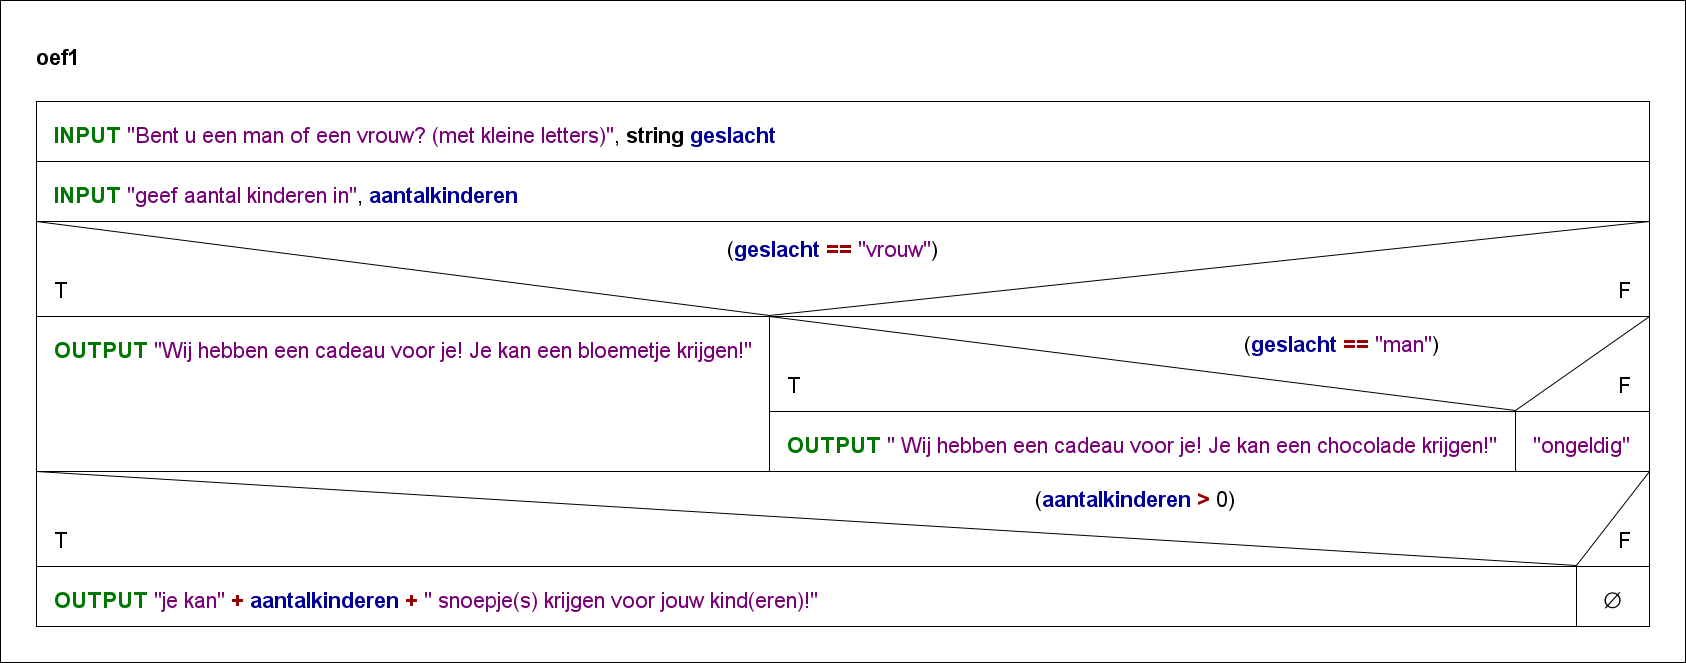 oef1
INPUT "Bent u een man of een vrouw? (met kleine letters)", string geslacht
INPUT "geef aantal kinderen in", aantalkinderen
(geslacht == "vrouw")
T F
OUTPUT "Wij hebben een cadeau voor je! Je kan een bloemetje krijgen!"
(geslacht == "man")
T F
OUTPUT " Wij hebben een cadeau voor je! Je kan een chocolade krijgen!" "ongeldig"
(aantalkinderen > 0)
T F
OUTPUT "je kan" + aantalkinderen + " snoepje(s) krijgen voor jouw kind(eren)!" ∅